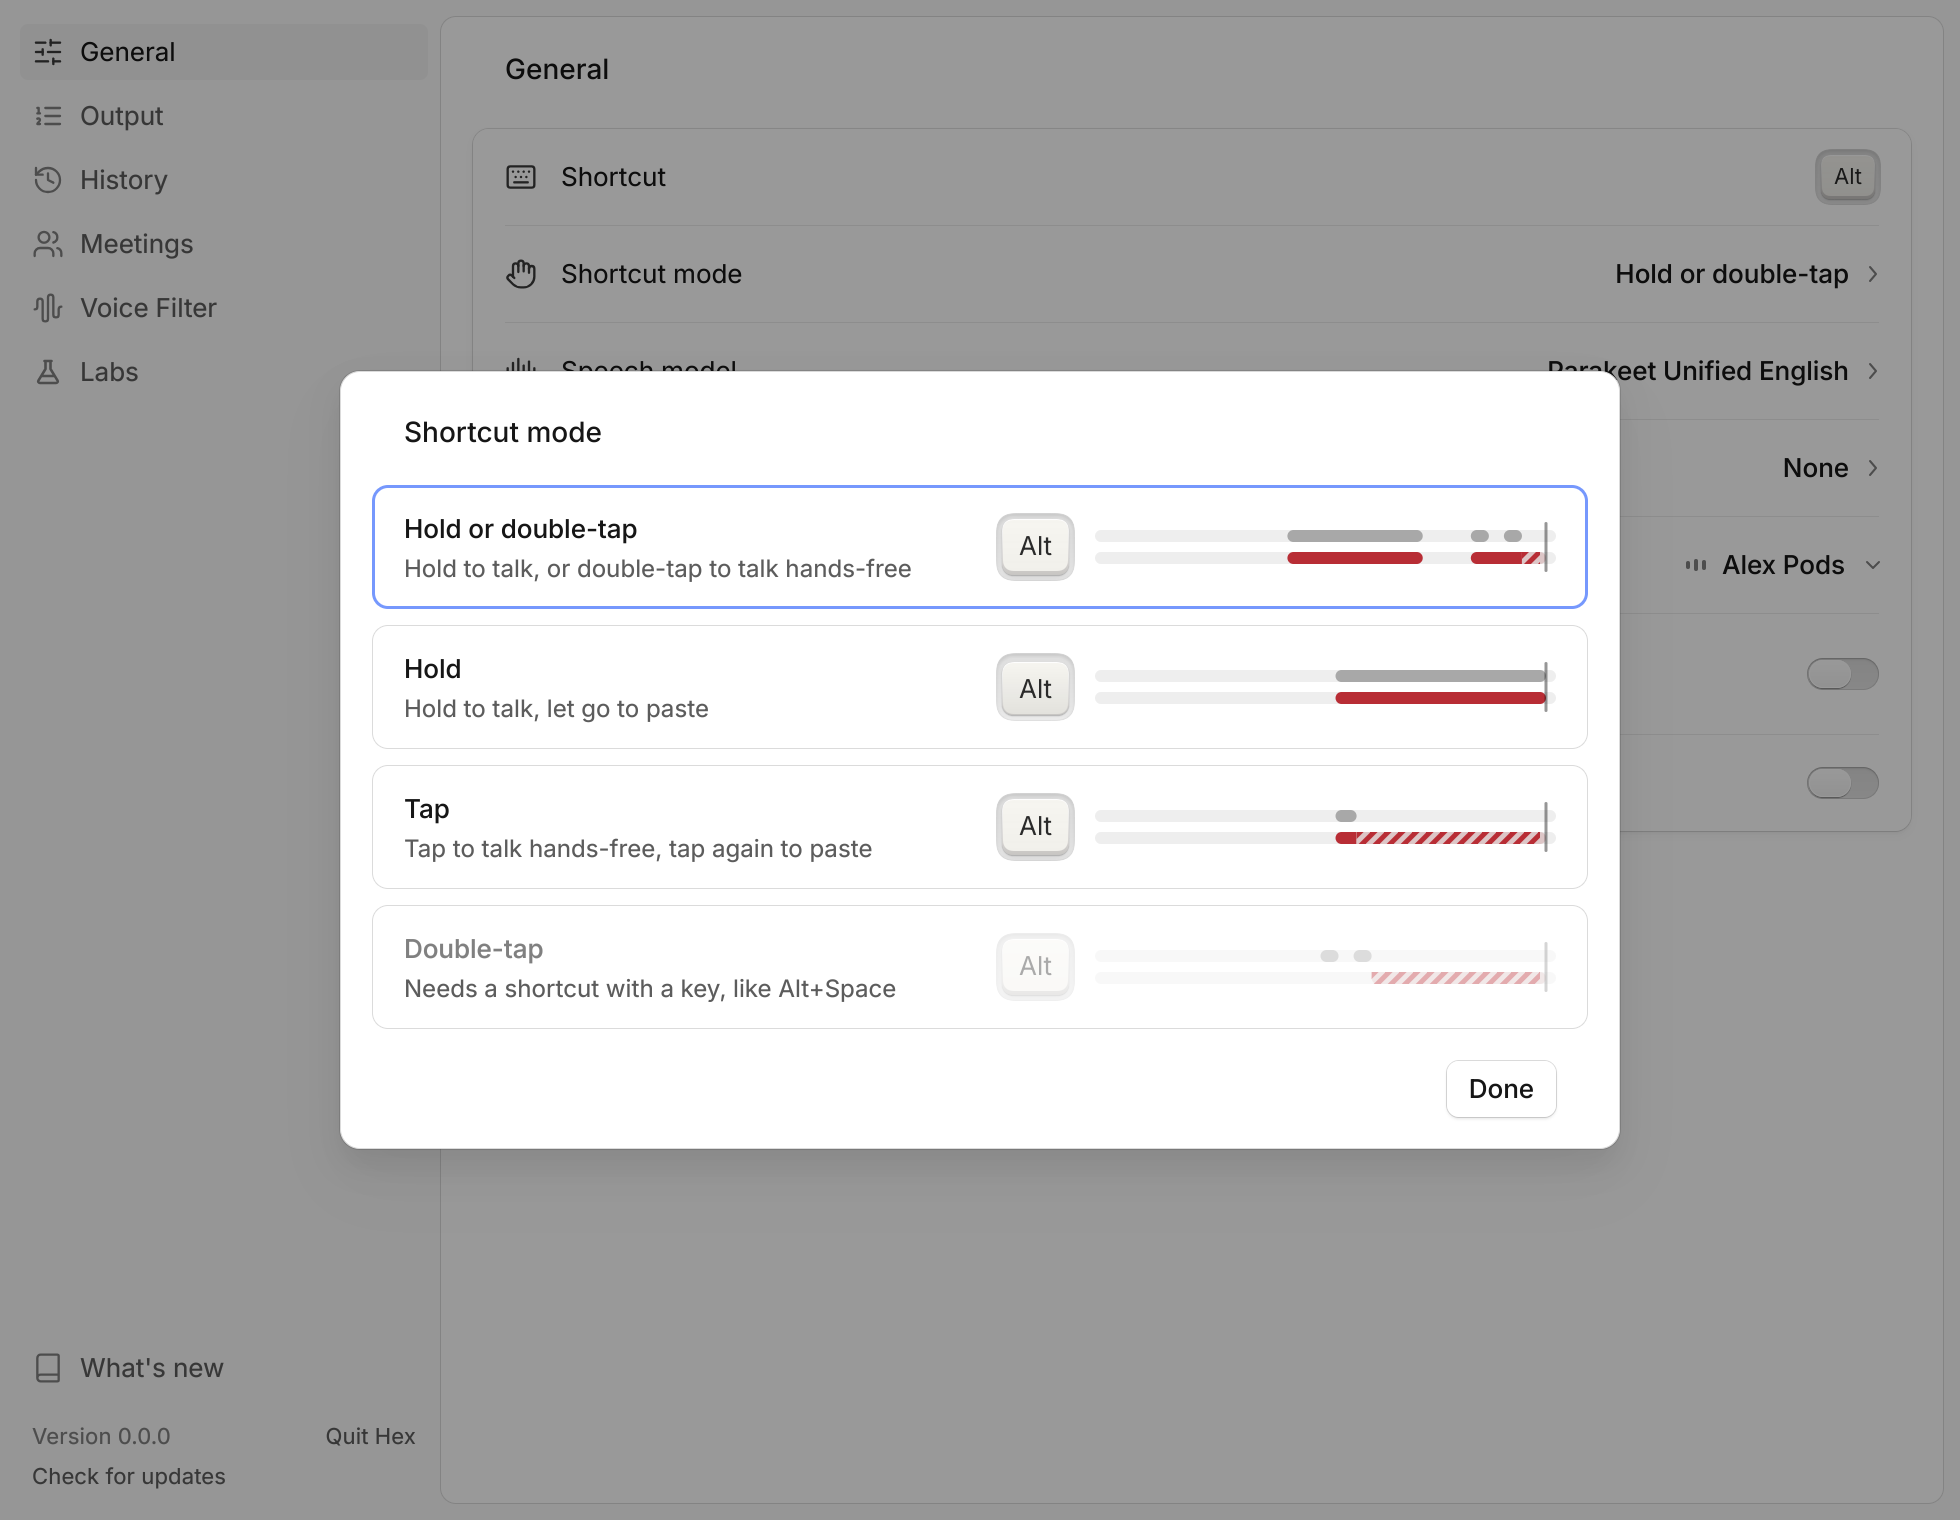 General
Output
History
Meetings
Voice Filter
Labs
What's new
Version 0.0.0
Quit Hex
Check for updates
General
Shortcut
Alt
Shortcut mode
Hold or double-tap
Speech model
Parakeet Unified English
None
Alex Pods
Shortcut mode
Hold or double-tap
Hold to talk, or double-tap to talk hands-free
Alt
Hold
Hold to talk, let go to paste
Alt
Tap
Tap to talk hands-free, tap again to paste
Alt
Double-tap
Needs a shortcut with a key, like Alt+Space
Alt
Done